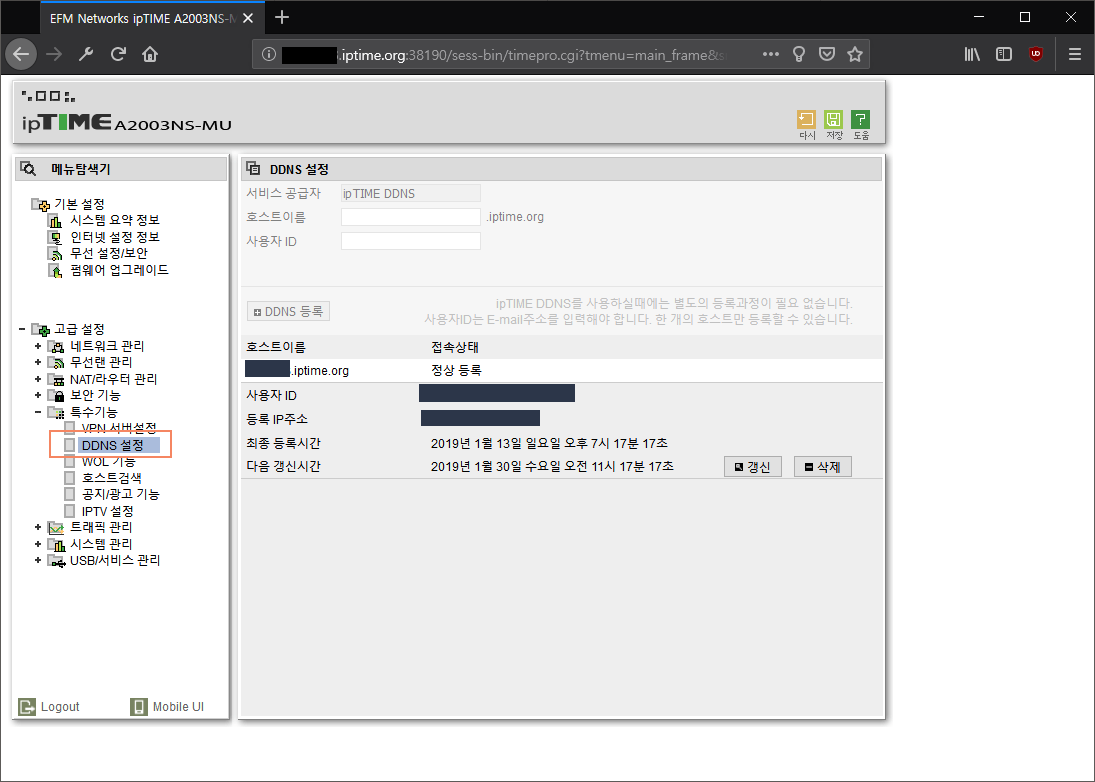 EFM Networks ipTIME A2003NS-M
.iptime.org:38190/sess-bin/timepro.cgi?tmenu=main_frame&s
ipTIME A2003NS-MU
다시 저장 도움
메뉴탐색기
기본 설정
시스템 요약 정보
인터넷 설정 정보
무선 설정/보안
펌웨어 업그레이드
고급 설정
네트워크 관리
무선랜 관리
NAT/라우터 관리
보안 기능
특수기능
VPN 서버설정
DDNS 설정
WOL 기능
호스트검색
공지/광고 기능
IPTV 설정
트래픽 관리
시스템 관리
USB/서비스 관리
Logout Mobile UI
DDNS 설정
서비스 공급자 ipTIME DDNS
호스트이름 .iptime.org
사용자 ID
DDNS 등록
ipTIME DDNS를 사용하실때에는 별도의 등록과정이 필요 없습니다.
사용자ID는 E-mail주소를 입력해야 합니다. 한 개의 호스트만 등록할 수 있습니다.
호스트이름 접속상태
.iptime.org 정상 등록
사용자 ID
등록 IP주소
최종 등록시간 2019년 1월 13일 일요일 오후 7시 17분 17초
다음 갱신시간 2019년 1월 30일 수요일 오전 11시 17분 17초 갱신 삭제